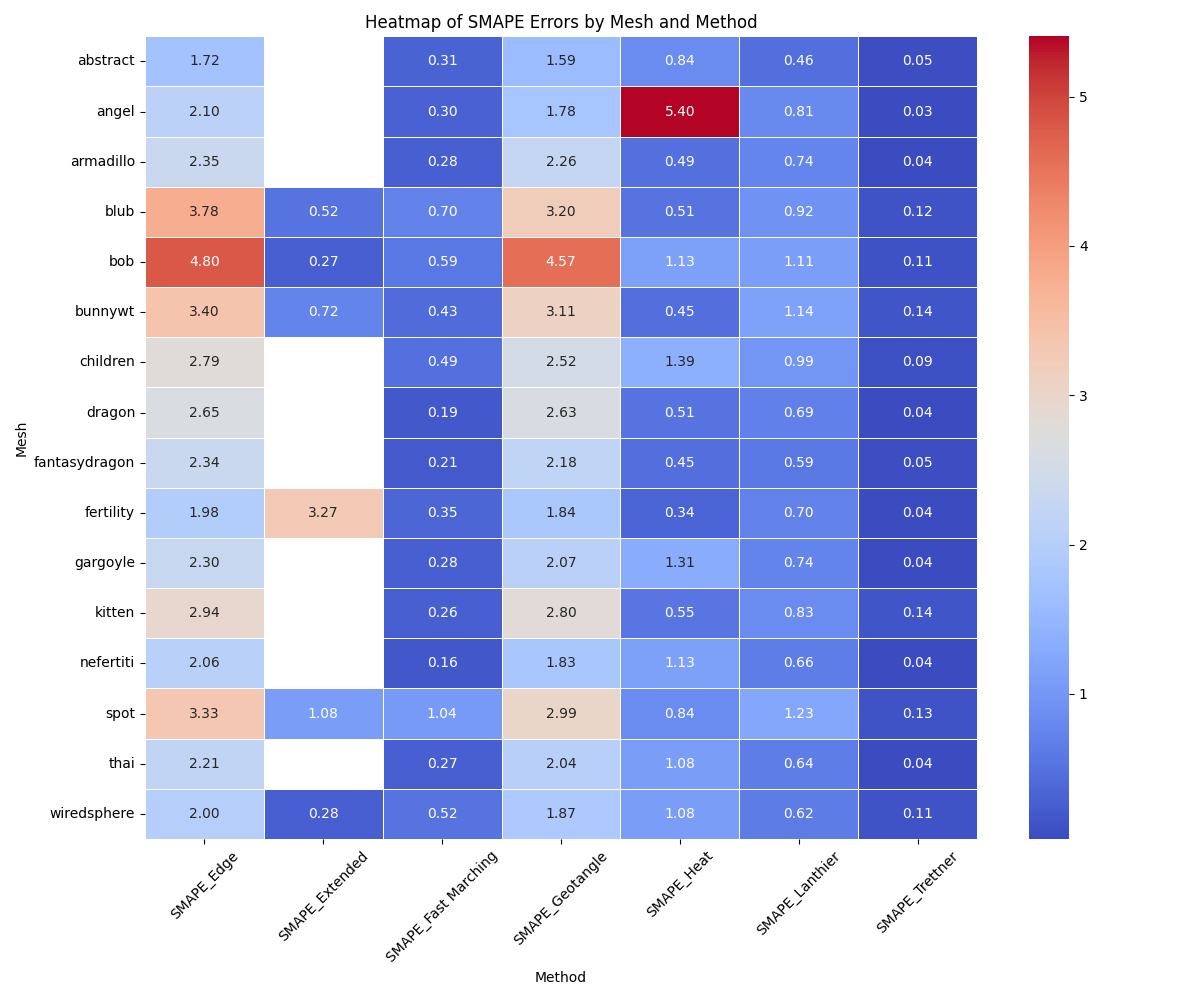 Heatmap of SMAPE Errors by Mesh and Method
Mesh
abstract 1.72 0.31 1.59 0.84 0.46 0.05
angel 2.10 0.30 1.78 5.40 0.81 0.03
armadillo 2.35 0.28 2.26 0.49 0.74 0.04
blub 3.78 0.52 0.70 3.20 0.51 0.92 0.12
bob 4.80 0.27 0.59 4.57 1.13 1.11 0.11
bunnywt 3.40 0.72 0.43 3.11 0.45 1.14 0.14
children 2.79 0.49 2.52 1.39 0.99 0.09
dragon 2.65 0.19 2.63 0.51 0.69 0.04
fantasydragon 2.34 0.21 2.18 0.45 0.59 0.05
fertility 1.98 3.27 0.35 1.84 0.34 0.70 0.04
gargoyle 2.30 0.28 2.07 1.31 0.74 0.04
kitten 2.94 0.26 2.80 0.55 0.83 0.14
nefertiti 2.06 0.16 1.83 1.13 0.66 0.04
spot 3.33 1.08 1.04 2.99 0.84 1.23 0.13
thai 2.21 0.27 2.04 1.08 0.64 0.04
wiredsphere 2.00 0.28 0.52 1.87 1.08 0.62 0.11
SMAPE_Edge
SMAPE_Extended
SMAPE_Fast Marching
SMAPE_Geotangle
SMAPE_Heat
SMAPE_Lanthier
SMAPE_Trettner
Method
5
4
3
2
1